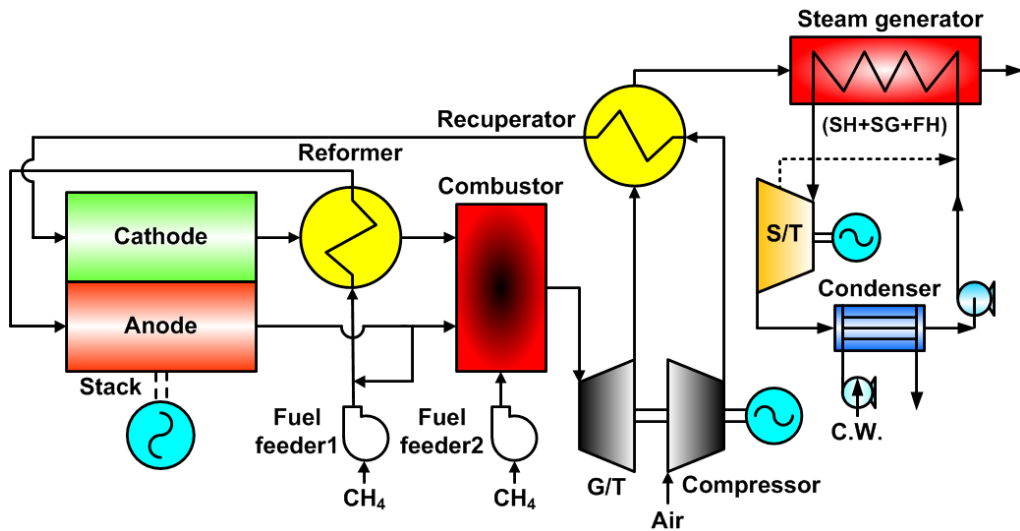 Steam generator
(SH+SG+FH)
Recuperator
Reformer
Combustor
Cathode
Anode
Stack
S/T
Condenser
C.W.
Fuel
feeder1
Fuel
feeder2
CH₄
CH₄
G/T
Compressor
Air